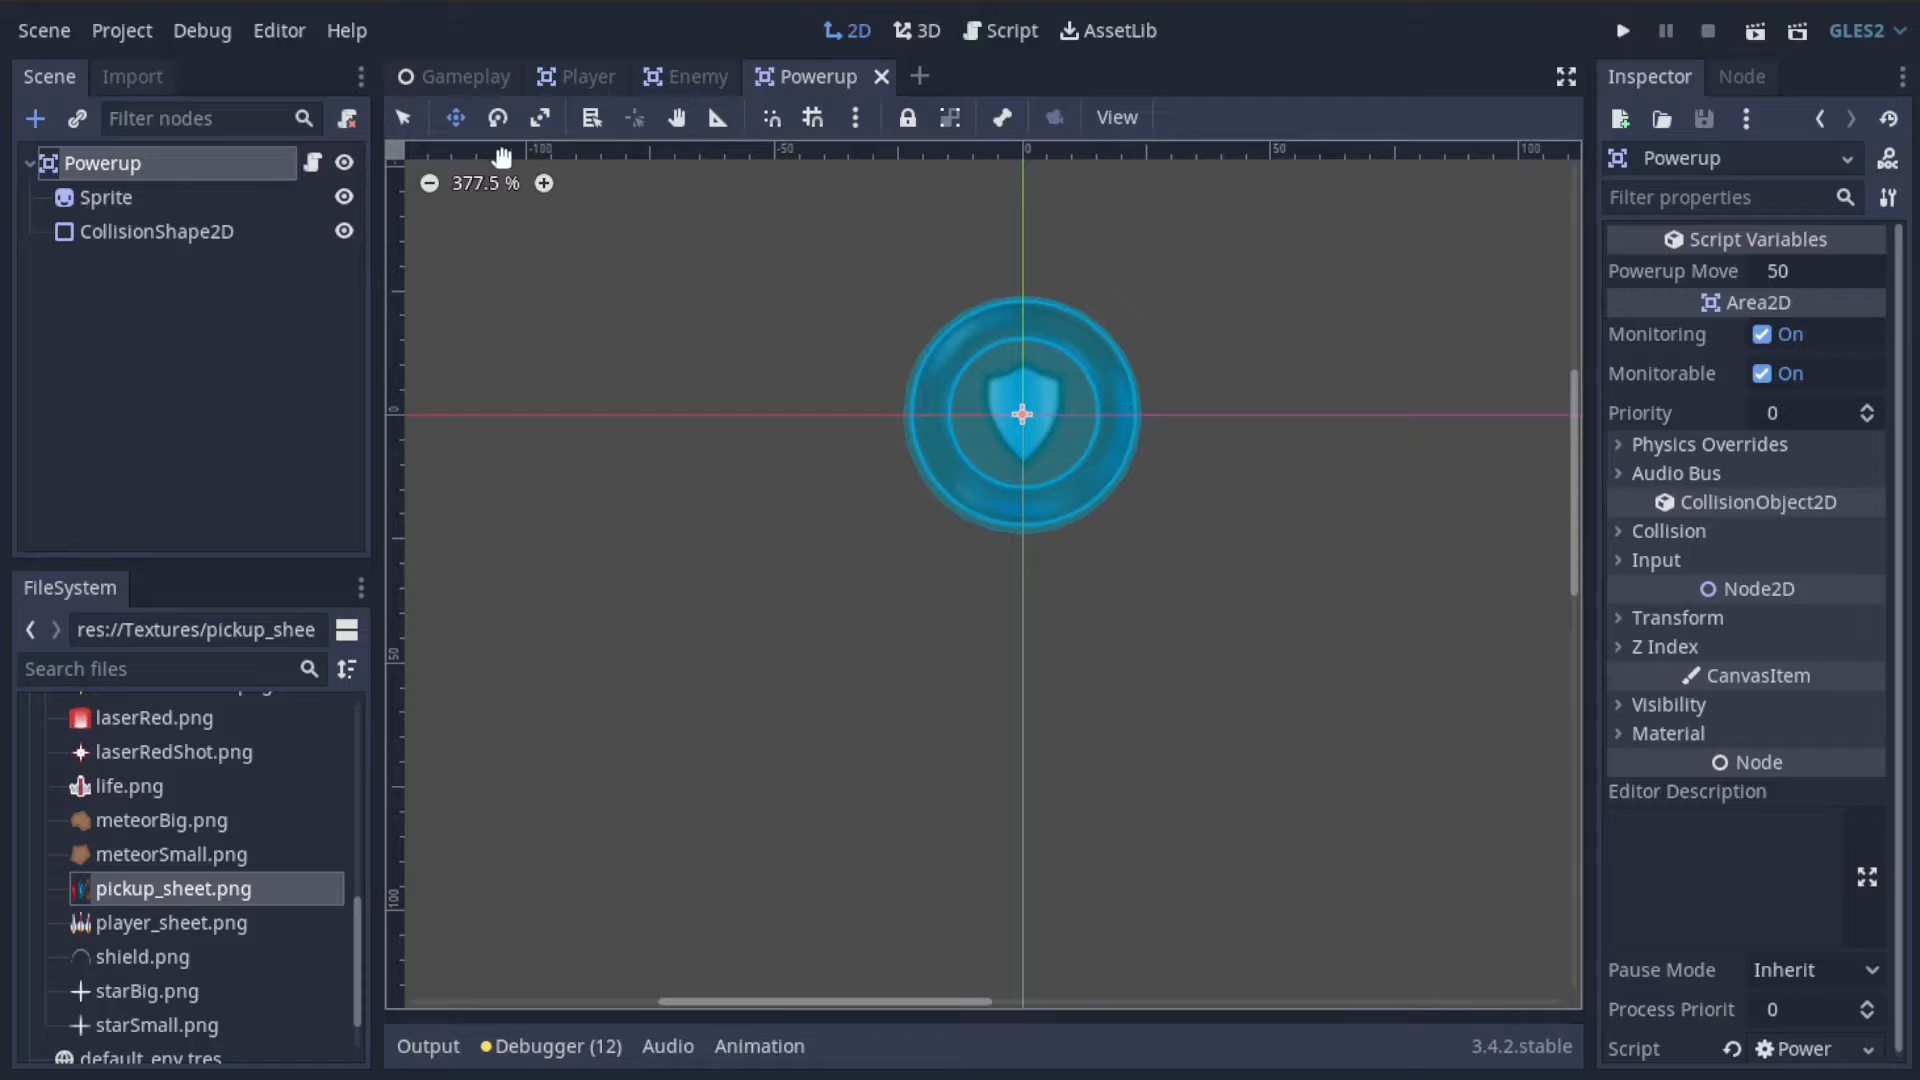 Scene Project Debug Editor Help
2D 3D Script AssetLib
GLES2
Scene Import
Filter nodes
Powerup
Sprite
CollisionShape2D
FileSystem
res://Textures/pickup_shee
Search files
laserRed.png
laserRedShot.png
life.png
meteorBig.png
meteorSmall.png
pickup_sheet.png
player_sheet.png
shield.png
starBig.png
starSmall.png
default_env.tres
Gameplay Player Enemy Powerup
View
-100 -50 0 50 100
377.5 %
0
50
100
Output Debugger (12) Audio Animation 3.4.2.stable
Inspector Node
Powerup
DOC
Filter properties
Script Variables
Powerup Move 50
Area2D
Monitoring On
Monitorable On
Priority 0
Physics Overrides
Audio Bus
CollisionObject2D
Collision
Input
Node2D
Transform
Z Index
CanvasItem
Visibility
Material
Node
Editor Description
Pause Mode Inherit
Process Priorit 0
Script Power